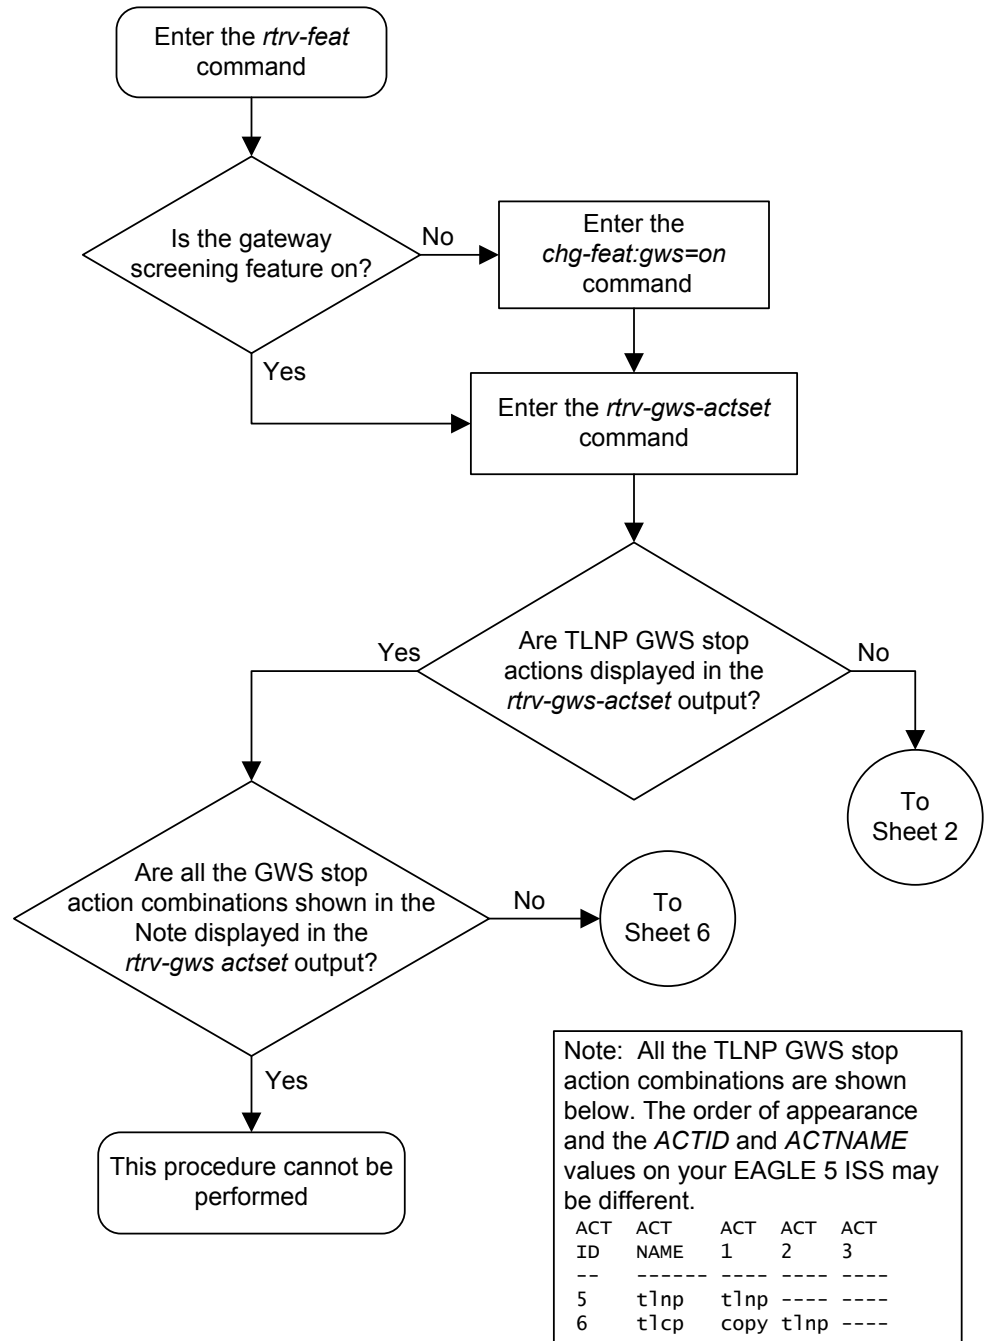 Enter the rtrv-feat
command
Is the gateway
screening feature on?
No
Enter the
chg-feat:gws=on
command
Yes
Enter the rtrv-gws-actset
command
Are TLNP GWS stop
actions displayed in the
rtrv-gws-actset output?
Yes
No
To
Sheet 2
Are all the GWS stop
action combinations shown in the
Note displayed in the
rtrv-gws actset output?
No
To
Sheet 6
Yes
This procedure cannot be
performed
Note:  All the TLNP GWS stop
action combinations are shown
below. The order of appearance
and the ACTID and ACTNAME
values on your EAGLE 5 ISS may
be different.
ACT  ACT    ACT  ACT  ACT
ID   NAME   1    2    3
--   ------ ---- ---- ----
5    tlnp   tlnp ---- ----
6    tlcp   copy tlnp ----